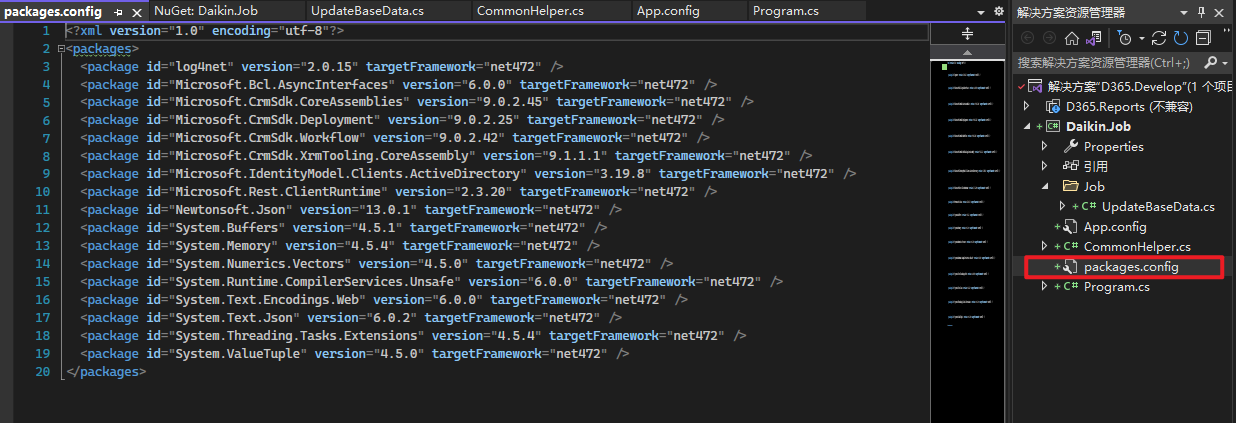 packages.config
NuGet: Daikin.Job
UpdateBaseData.cs
CommonHelper.cs
App.config
Program.cs
1 <?xml version="1.0" encoding="utf-8"?>
2 <packages>
3 <package id="log4net" version="2.0.15" targetFramework="net472" />
4 <package id="Microsoft.Bcl.AsyncInterfaces" version="6.0.0" targetFramework="net472" />
5 <package id="Microsoft.CrmSdk.CoreAssemblies" version="9.0.2.45" targetFramework="net472" />
6 <package id="Microsoft.CrmSdk.Deployment" version="9.0.2.25" targetFramework="net472" />
7 <package id="Microsoft.CrmSdk.Workflow" version="9.0.2.42" targetFramework="net472" />
8 <package id="Microsoft.CrmSdk.XrmTooling.CoreAssembly" version="9.1.1.1" targetFramework="net472" />
9 <package id="Microsoft.IdentityModel.Clients.ActiveDirectory" version="3.19.8" targetFramework="net472" />
10 <package id="Microsoft.Rest.ClientRuntime" version="2.3.20" targetFramework="net472" />
11 <package id="Newtonsoft.Json" version="13.0.1" targetFramework="net472" />
12 <package id="System.Buffers" version="4.5.1" targetFramework="net472" />
13 <package id="System.Memory" version="4.5.4" targetFramework="net472" />
14 <package id="System.Numerics.Vectors" version="4.5.0" targetFramework="net472" />
15 <package id="System.Runtime.CompilerServices.Unsafe" version="6.0.0" targetFramework="net472" />
16 <package id="System.Text.Encodings.Web" version="6.0.0" targetFramework="net472" />
17 <package id="System.Text.Json" version="6.0.2" targetFramework="net472" />
18 <package id="System.Threading.Tasks.Extensions" version="4.5.4" targetFramework="net472" />
19 <package id="System.ValueTuple" version="4.5.0" targetFramework="net472" />
20 </packages>
解决方案资源管理器
搜索解决方案资源管理器(Ctrl+;)
解决方案"D365.Develop"(1 个项目
D365.Reports (不兼容)
C# Daikin.Job
Properties
引用
Job
C# UpdateBaseData.cs
App.config
C# CommonHelper.cs
packages.config
C# Program.cs